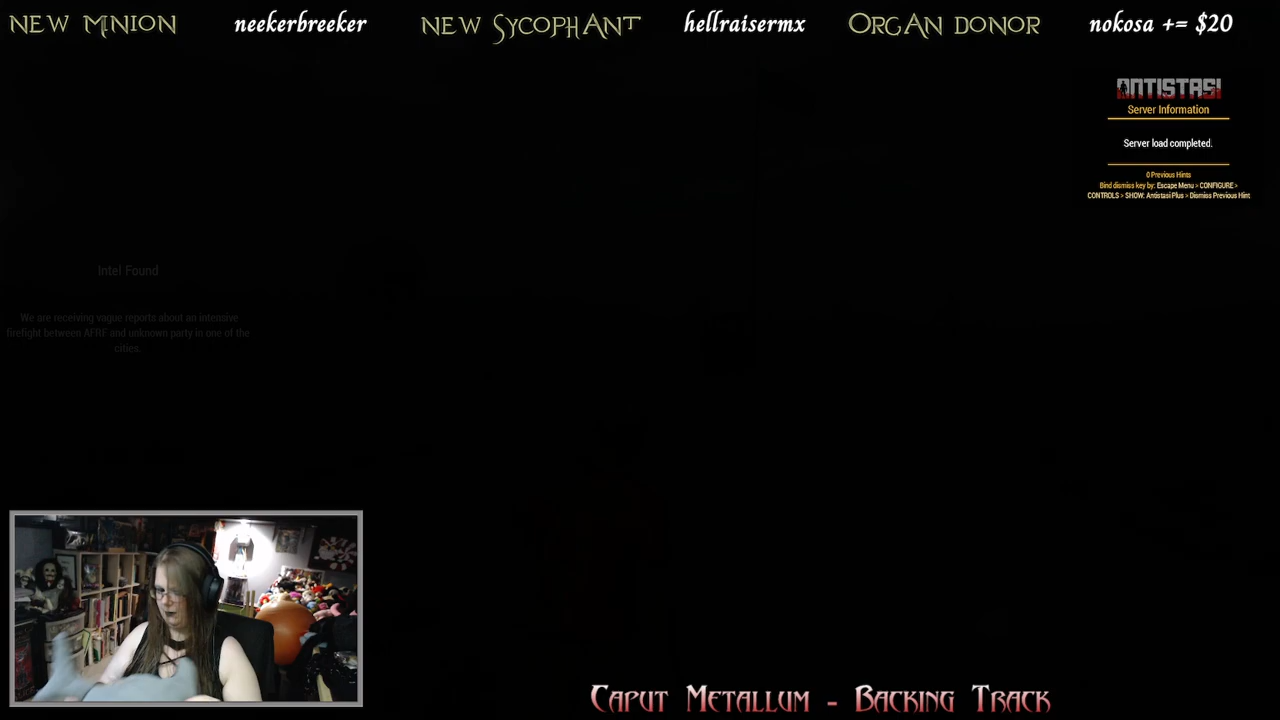 NEW MINION neekerbreeker NEW SYCOPHANT hellraisermx ORGAN DONOR nokosa += $20
ANTISTASI
Server Information
Server load completed.
0 Previous Hints
Bind dismiss key by: Escape Menu > CONFIGURE >
CONTROLS > SHOW: Antistasi Plus > Dismiss Previous Hint
Intel Found
We are receiving vague reports about an intensive
firefight between AFRF and unknown party in one of the
cities.
CAPUT METALLUM - BACKING TRACK